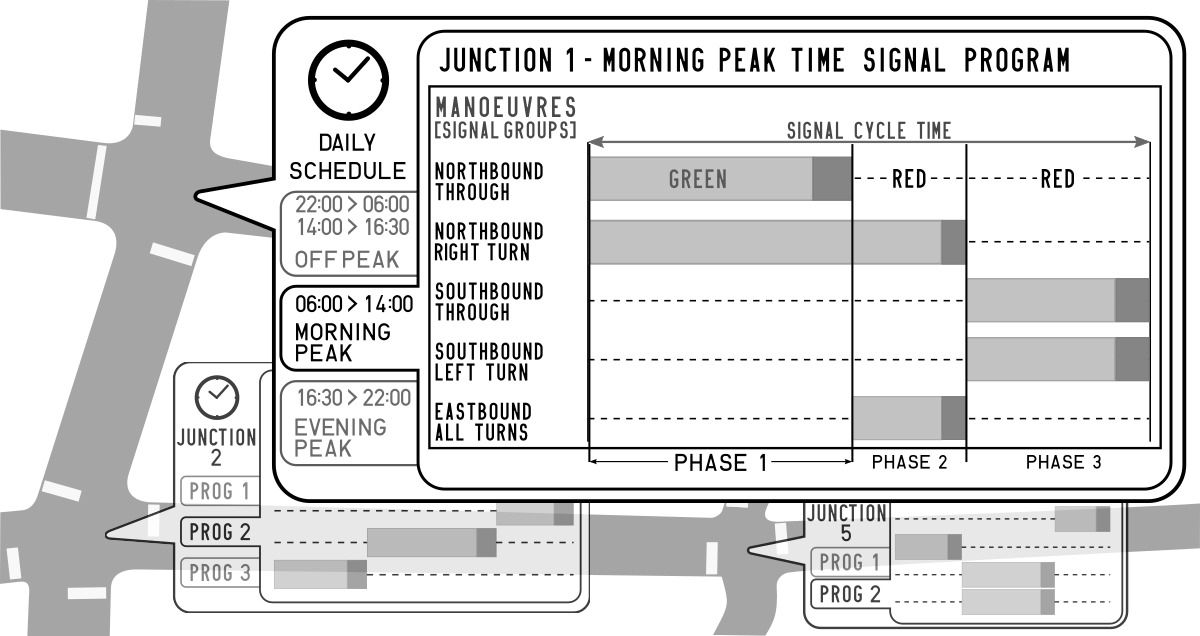 JUNCTION 1 - MORNING PEAK TIME SIGNAL PROGRAM
DAILY
SCHEDULE
22:00 > 06:00
14:00 > 16:30
OFF PEAK
06:00 > 14:00
MORNING
PEAK
16:30 > 22:00
EVENING
PEAK
MANOEUVRES
[SIGNAL GROUPS]
SIGNAL CYCLE TIME
NORTHBOUND
THROUGH
GREEN
RED
RED
NORTHBOUND
RIGHT TURN
SOUTHBOUND
THROUGH
SOUTHBOUND
LEFT TURN
EASTBOUND
ALL TURNS
PHASE 1
PHASE 2
PHASE 3
JUNCTION
2
PROG 1
PROG 2
PROG 3
JUNCTION
5
PROG 1
PROG 2